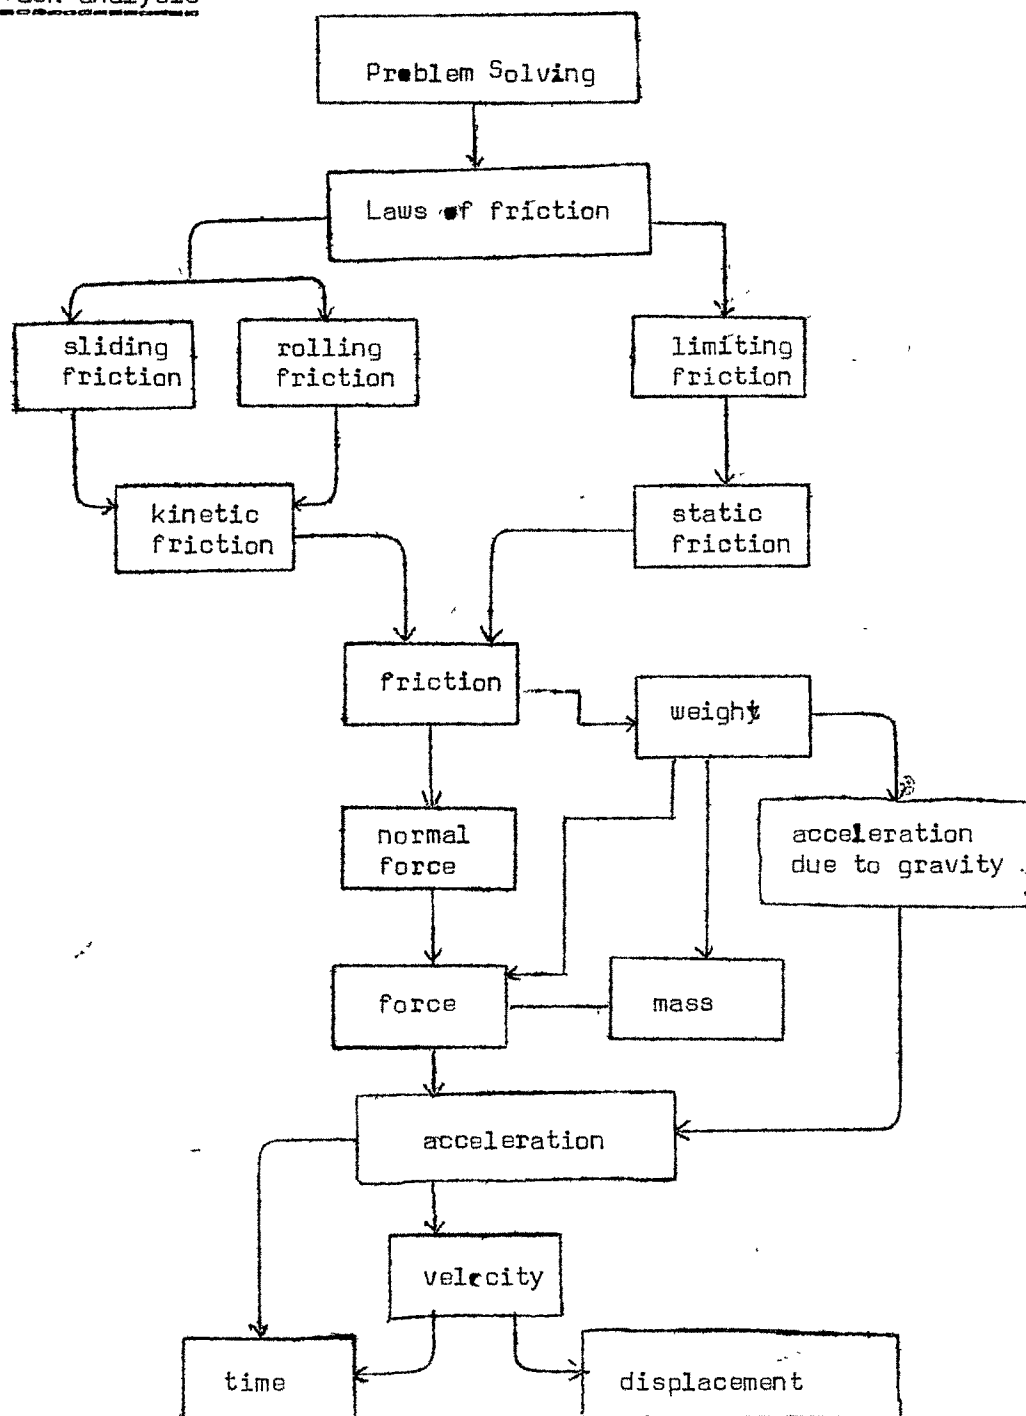 analysis
Problem Solving
Laws of friction
sliding
friction
rolling
friction
limiting
friction
kinetic
friction
static
friction
friction
weight
normal
force
acceleration
due to gravity
force
mass
acceleration
velocity
time
displacement